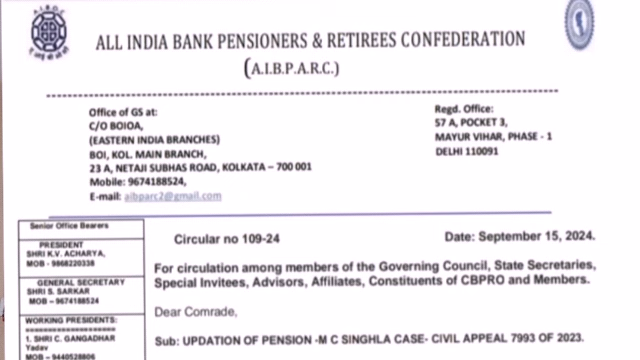 ALL INDIA BANK PENSIONERS & RETIREES CONFEDERATION
(A.I.B.P.A.R.C.)
Office of GS at:
C/O BOIOA,
(EASTERN INDIA BRANCHES)
BOI, KOL. MAIN BRANCH,
23 A, NETAJI SUBHAS ROAD, KOLKATA – 700 001
Mobile: 9674188524,
E-mail: aibparc2@gmail.com
Regd. Office:
57 A, POCKET 3,
MAYUR VIHAR, PHASE - 1
DELHI 110091
Senior Office Bearers
PRESIDENT
SHRI K.V. ACHARYA,
MOB - 9868220338
GENERAL SECRETARY
SHRI S. SARKAR
MOB – 9674188524
WORKING PRESIDENTS:
1. SHRI C. GANGADHAR
Yadav
MOB – 9440528806
Circular no 109-24
Date: September 15, 2024.
For circulation among members of the Governing Council, State Secretaries,
Special Invitees, Advisors, Affiliates, Constituents of CBPRO and Members.
Dear Comrade,
Sub: UPDATION OF PENSION -M C SINGHLA CASE- CIVIL APPEAL 7993 OF 2023.